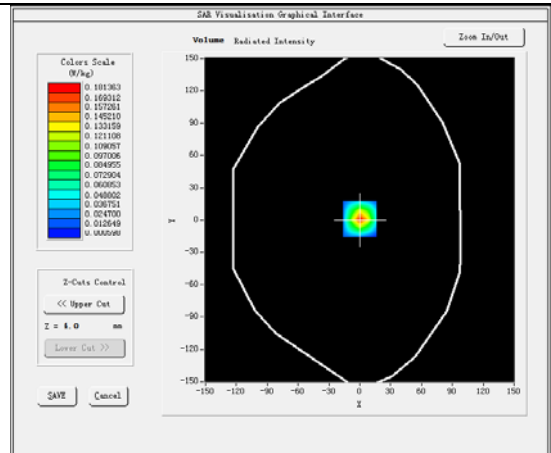 SAR Visualisation Graphical Interface
Volume Radiated Intensity
Zoom In/Out
Colors Scale
(W/kg)
0.181363
0.169312
0.157261
0.145210
0.133159
0.121108
0.109057
0.097006
0.084955
0.072904
0.060853
0.048802
0.036751
0.024700
0.012649
0.000598
150
120
90
60
30
0
-30
-60
-90
-120
-150
Y
-150 -120 -90 -60 -30 0 30 60 90 120 150
X
Z-Cuts Control
<< Upper Cut
Z = 4.0 mm
Lower Cut >>
SAVE
Cancel